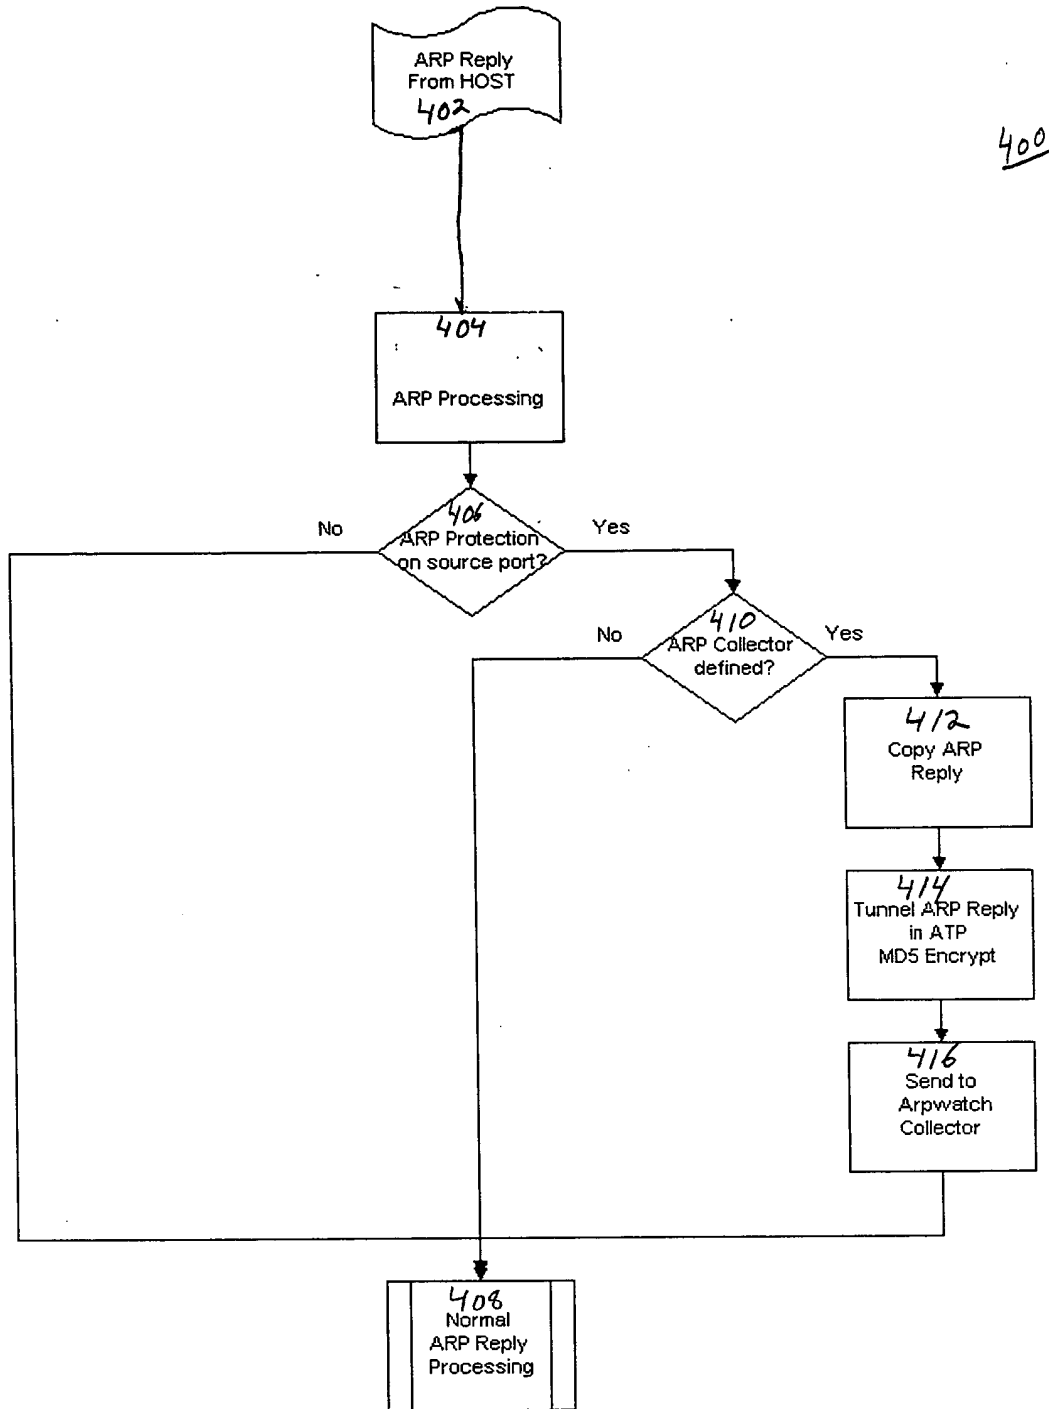 ARP Reply
From HOST
402
400
404
ARP Processing
406
ARP Protection
on source port?
No
Yes
410
ARP Collector
defined?
No
Yes
412
Copy ARP
Reply
414
Tunnel ARP Reply
in ATP
MD5 Encrypt
416
Send to
Arpwatch
Collector
408
Normal
ARP Reply
Processing